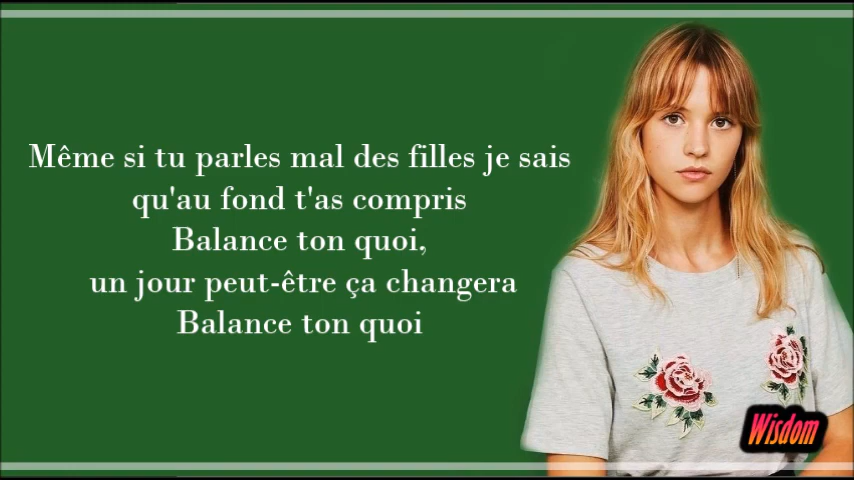 Même si tu parles mal des filles je sais
qu'au fond t'as compris
Balance ton quoi,
un jour peut-être ça changera
Balance ton quoi
Wisdom